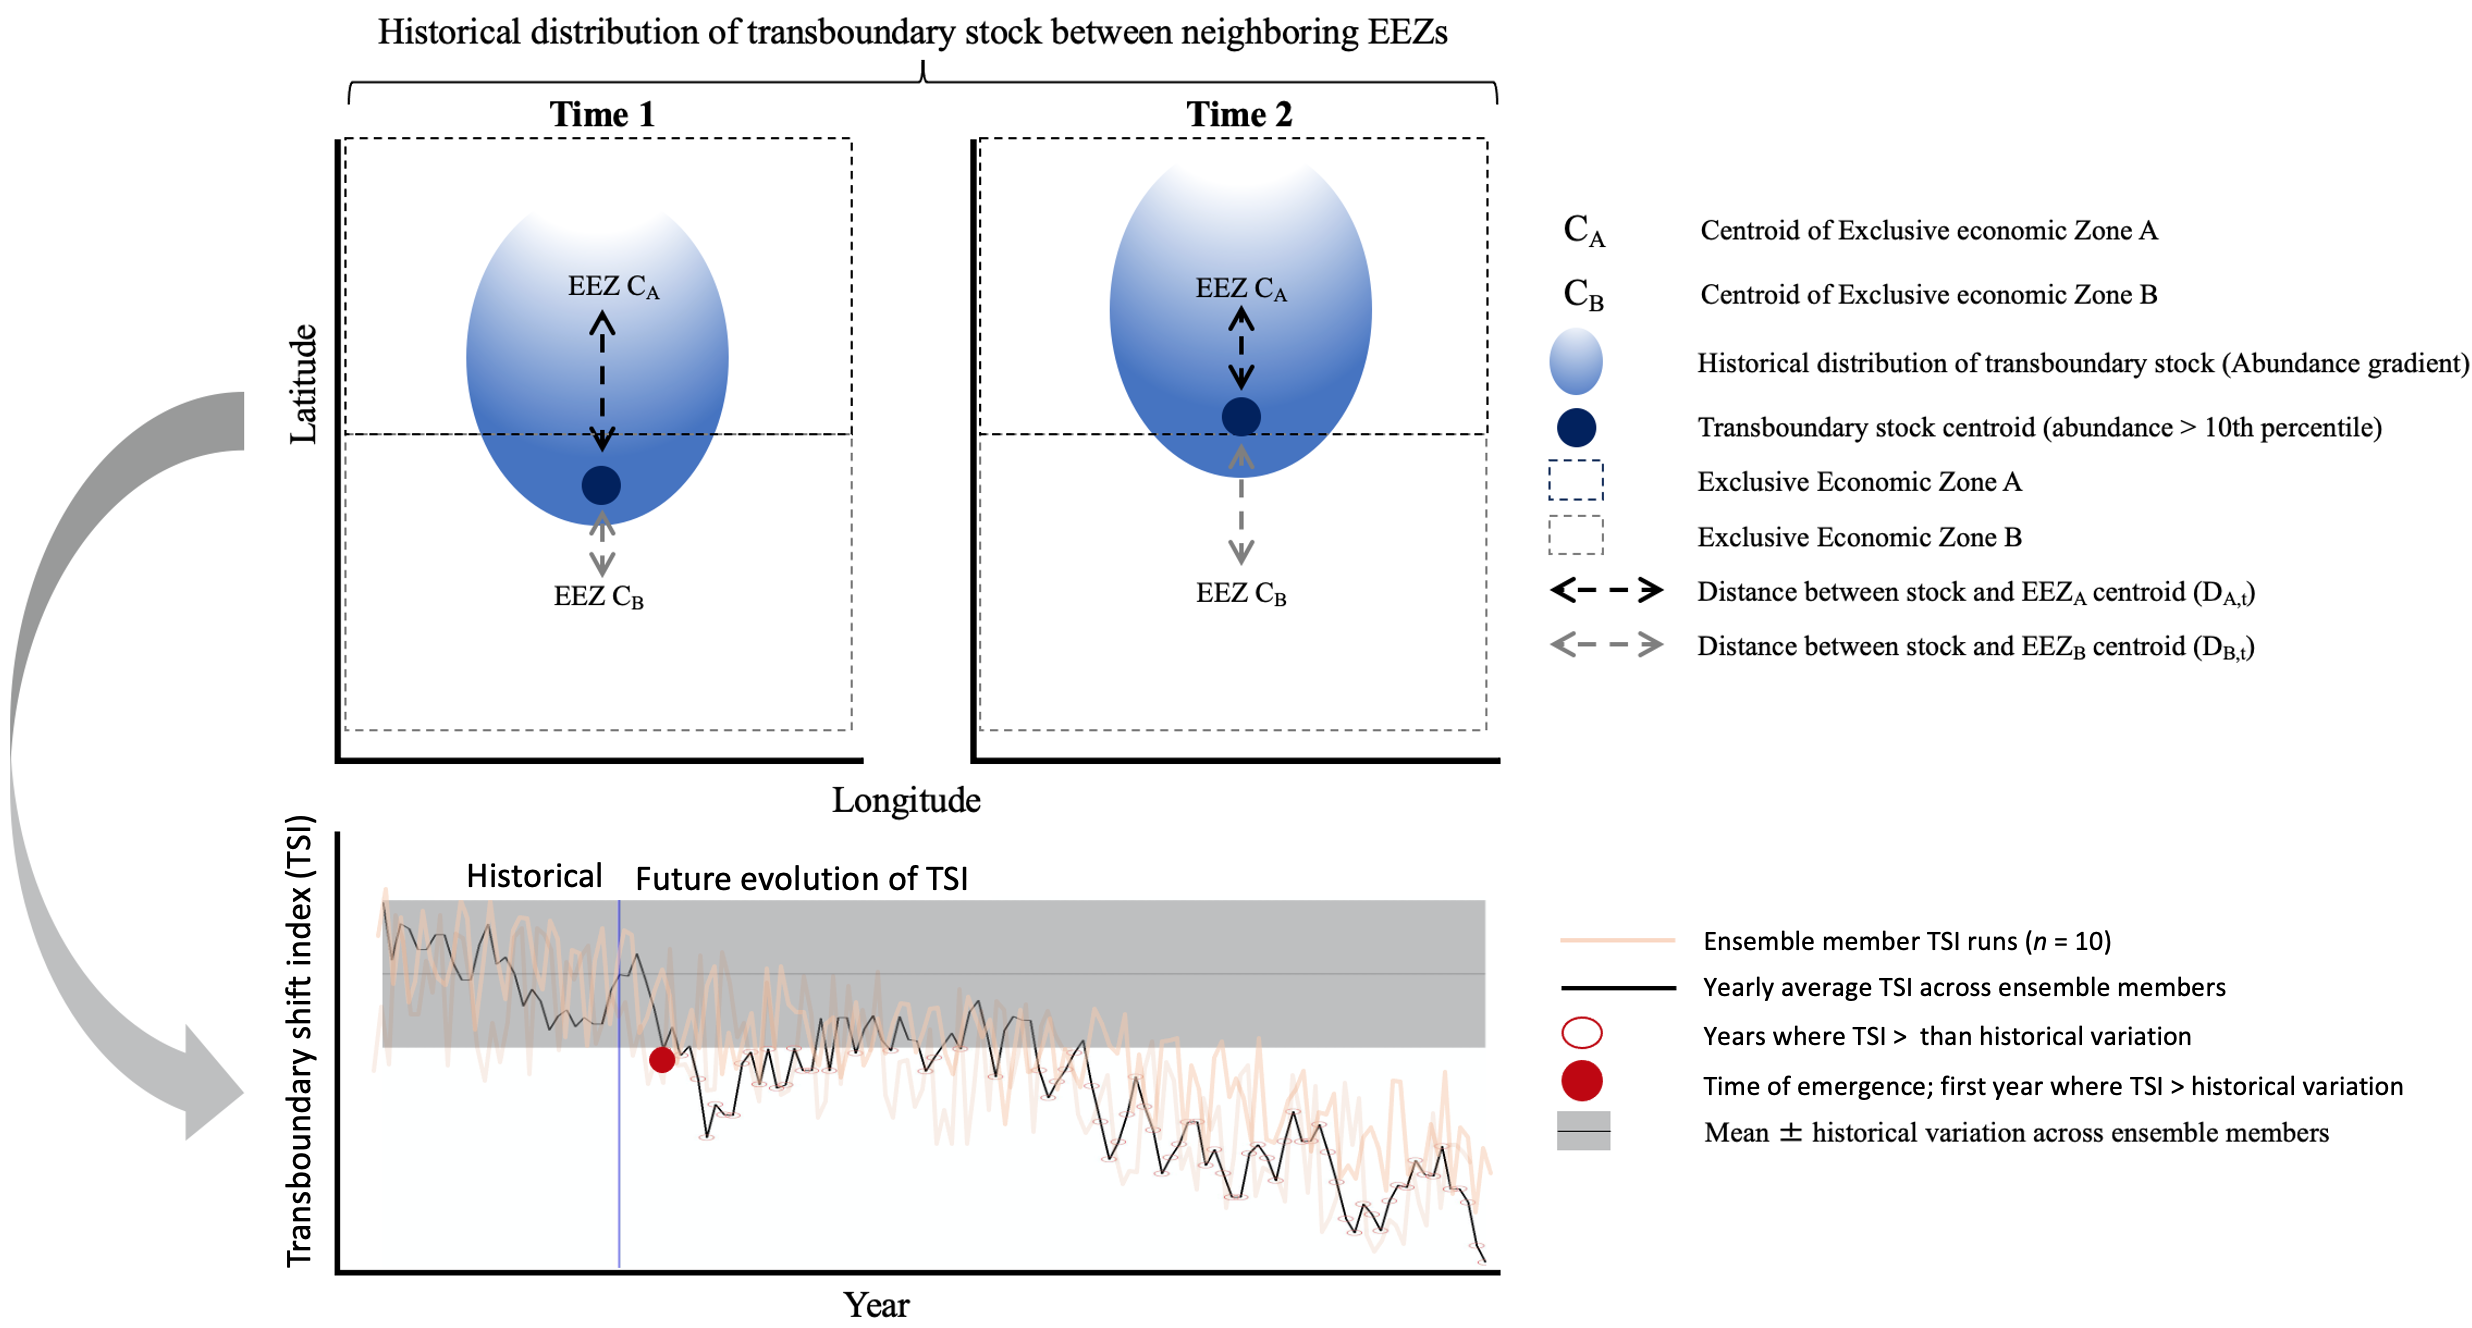 Historical distribution of transboundary stock between neighboring EEZs
Time 1
Time 2
Latitude
EEZ CA
EEZ CB
EEZ CA
EEZ CB
Longitude
CA Centroid of Exclusive economic Zone A
CB Centroid of Exclusive economic Zone B
Historical distribution of transboundary stock (Abundance gradient)
Transboundary stock centroid (abundance > 10th percentile)
Exclusive Economic Zone A
Exclusive Economic Zone B
Distance between stock and EEZA centroid (DA,t)
Distance between stock and EEZB centroid (DB,t)
Transboundary shift index (TSI)
Historical
Future evolution of TSI
Year
Ensemble member TSI runs (n = 10)
Yearly average TSI across ensemble members
Years where TSI > than historical variation
Time of emergence; first year where TSI > historical variation
Mean ± historical variation across ensemble members